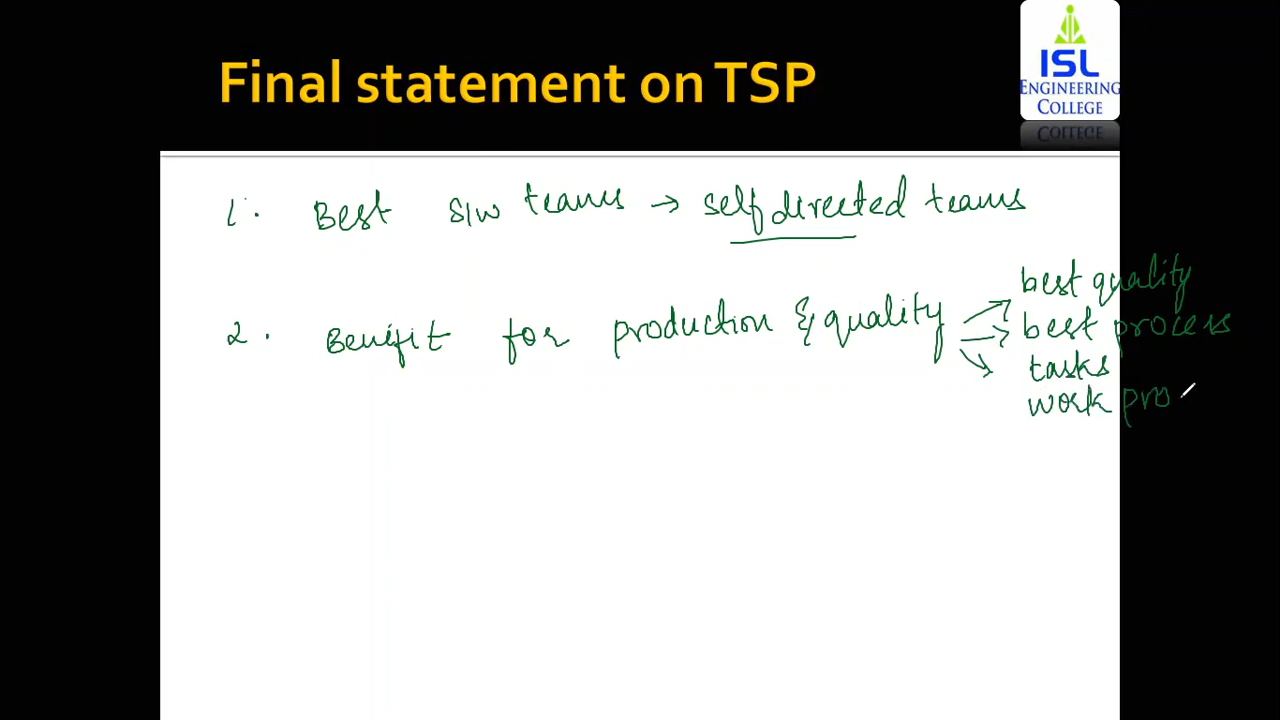 Final statement on TSP
ISL
ENGINEERING
COLLEGE
1. Best S/W teams → self directed teams
2. Benifit for production & quality → best quality
→ best process
→ tasks
work pro